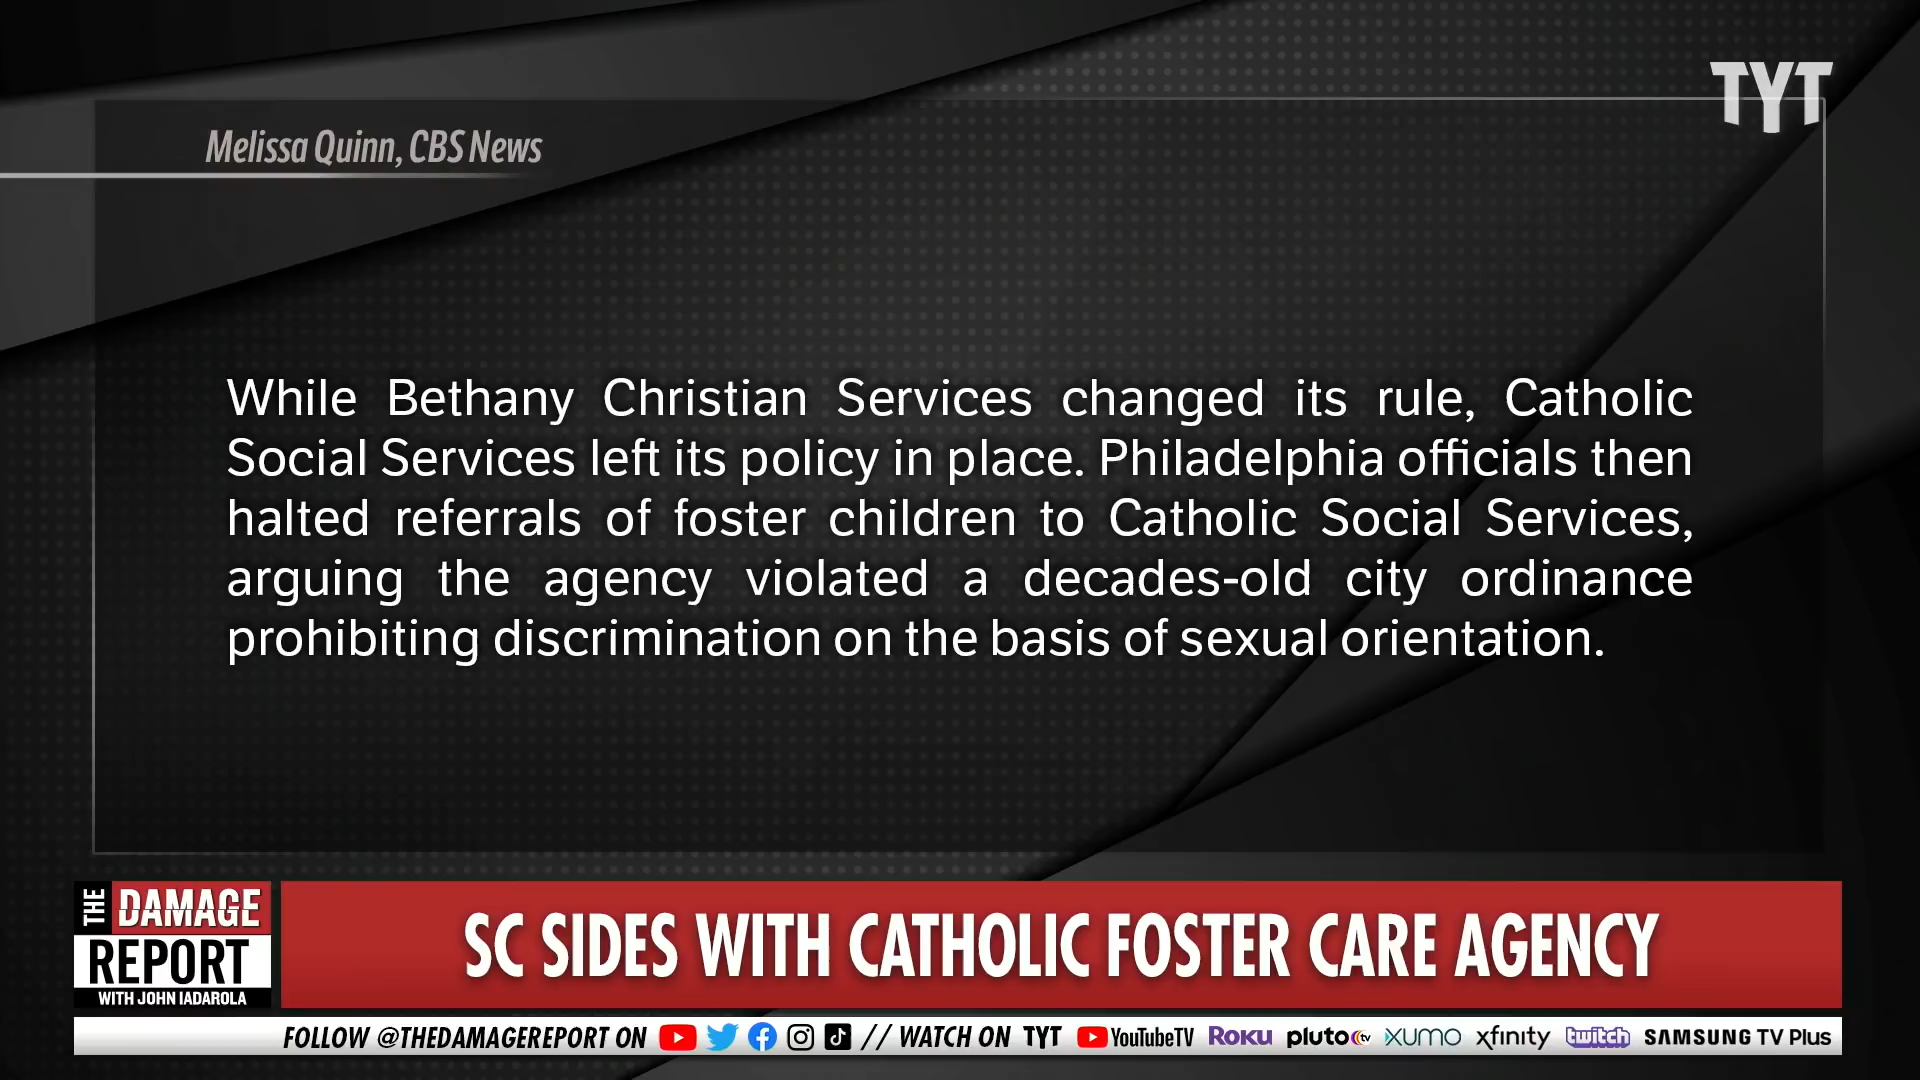 TYT
Melissa Quinn, CBS News
While Bethany Christian Services changed its rule, Catholic
Social Services left its policy in place. Philadelphia officials then
halted referrals of foster children to Catholic Social Services,
arguing the agency violated a decades-old city ordinance
prohibiting discrimination on the basis of sexual orientation.
THE DAMAGE
REPORT
WITH JOHN IADAROLA
SC SIDES WITH CATHOLIC FOSTER CARE AGENCY
FOLLOW @THEDAMAGEREPORT ON // WATCH ON TYT YouTubeTV ROKU pluto tv XUMO xfinity twitch SAMSUNG TV Plus